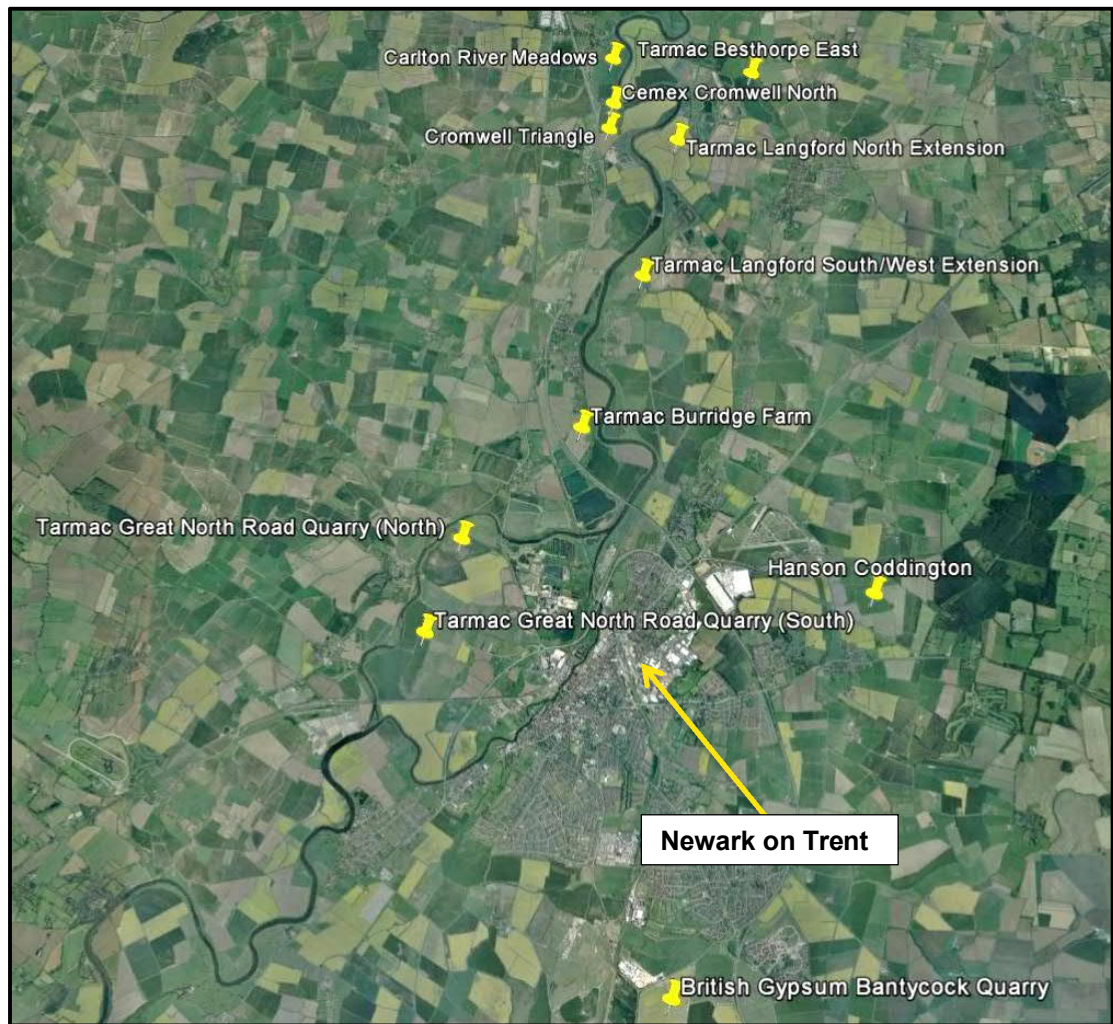 Carlton River Meadows
Tarmac Besthorpe East
Cemex Cromwell North
Cromwell Triangle
Tarmac Langford North Extension
Tarmac Langford South/West Extension
Tarmac Burridge Farm
Tarmac Great North Road Quarry (North)
Hanson Coddington
Tarmac Great North Road Quarry (South)
Newark on Trent
British Gypsum Bantycock Quarry